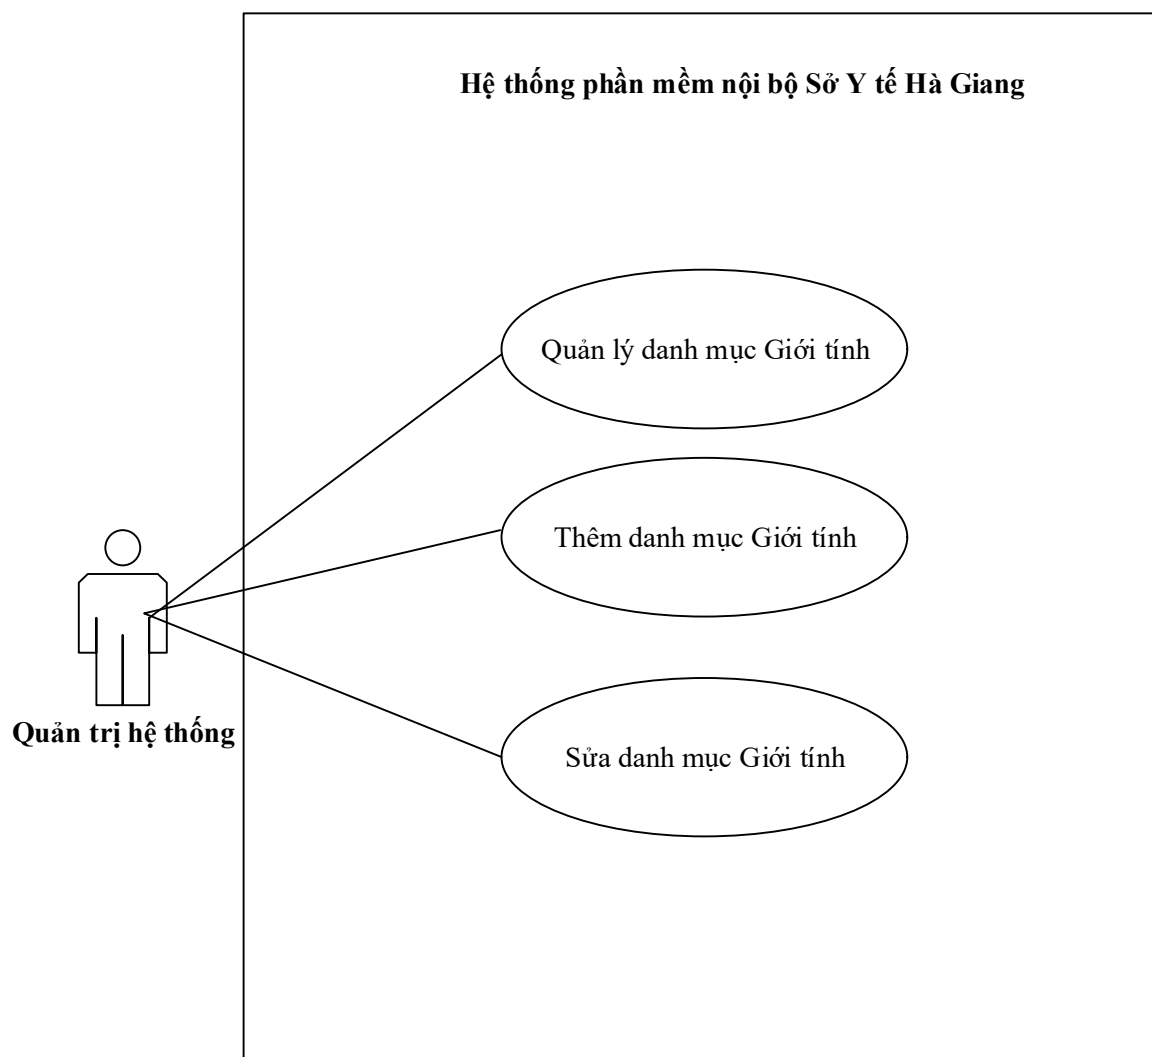 Hệ thống phần mềm nội bộ Sở Y tế Hà Giang
Quản lý danh mục Giới tính
Thêm danh mục Giới tính
Quản trị hệ thống
Sửa danh mục Giới tính